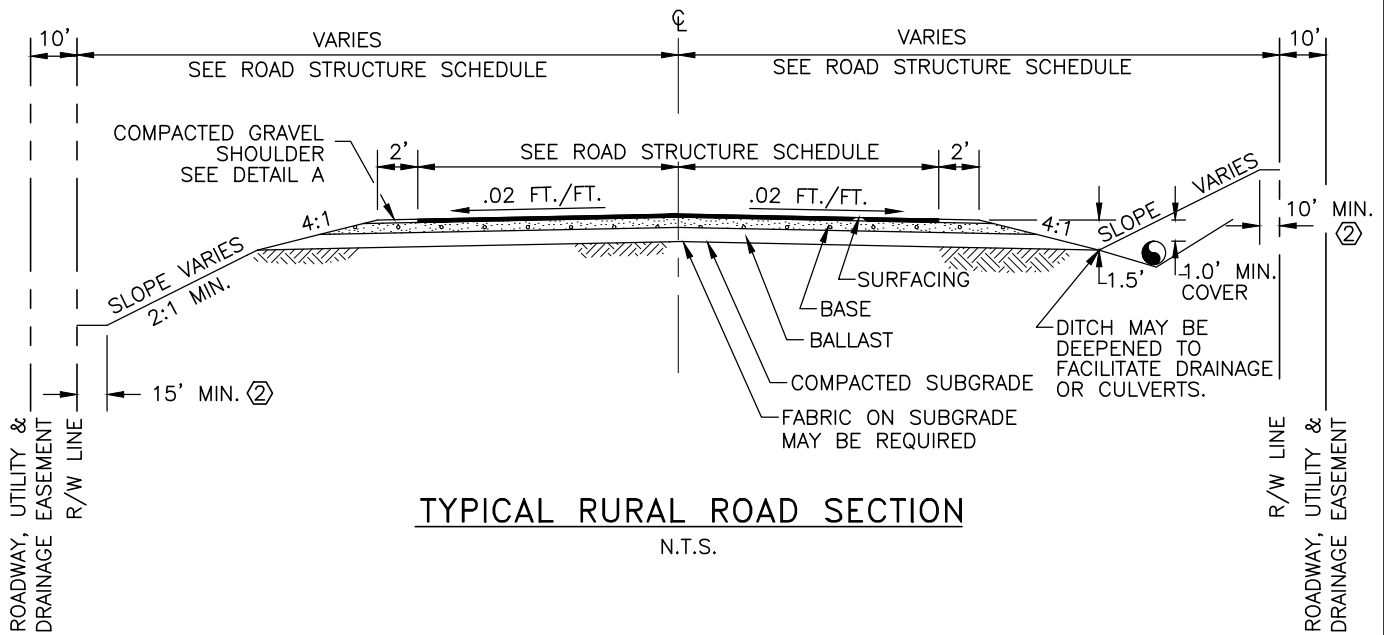 ℄
10'
VARIES
VARIES
10'
SEE ROAD STRUCTURE SCHEDULE
SEE ROAD STRUCTURE SCHEDULE
COMPACTED GRAVEL
SHOULDER
SEE DETAIL A
2'
SEE ROAD STRUCTURE SCHEDULE
2'
.02 FT./FT.
.02 FT./FT.
4:1
4:1
SLOPE VARIES
SLOPE VARIES
2:1 MIN.
10' MIN.
2
1.5'
1.0' MIN.
COVER
SURFACING
BASE
BALLAST
COMPACTED SUBGRADE
FABRIC ON SUBGRADE
MAY BE REQUIRED
DITCH MAY BE
DEEPENED TO
FACILITATE DRAINAGE
OR CULVERTS.
15' MIN. 2
ROADWAY, UTILITY &
DRAINAGE EASEMENT
R/W LINE
R/W LINE
ROADWAY, UTILITY &
DRAINAGE EASEMENT
TYPICAL RURAL ROAD SECTION
N.T.S.